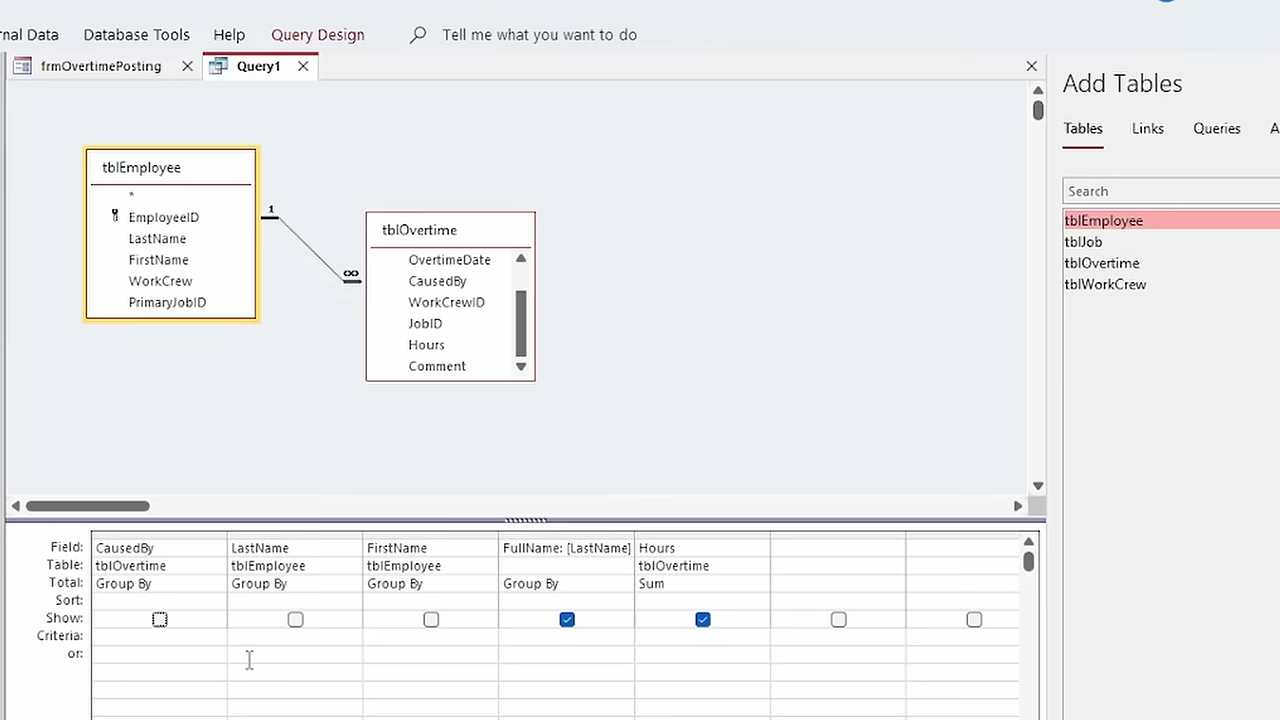 rnal Data Database Tools Help Query Design Tell me what you want to do
frmOvertimePosting Query1
Add Tables
Tables Links Queries A
Search
tblEmployee
tblJob
tblOvertime
tblWorkCrew
tblEmployee
*
EmployeeID
LastName
FirstName
WorkCrew
PrimaryJobID
1
∞
tblOvertime
OvertimeDate
CausedBy
WorkCrewID
JobID
Hours
Comment
Field: CausedBy LastName FirstName FullName: [LastName] Hours
Table: tblOvertime tblEmployee tblEmployee tblOvertime
Total: Group By Group By Group By Group By Sum
Sort:
Show:
Criteria:
or: